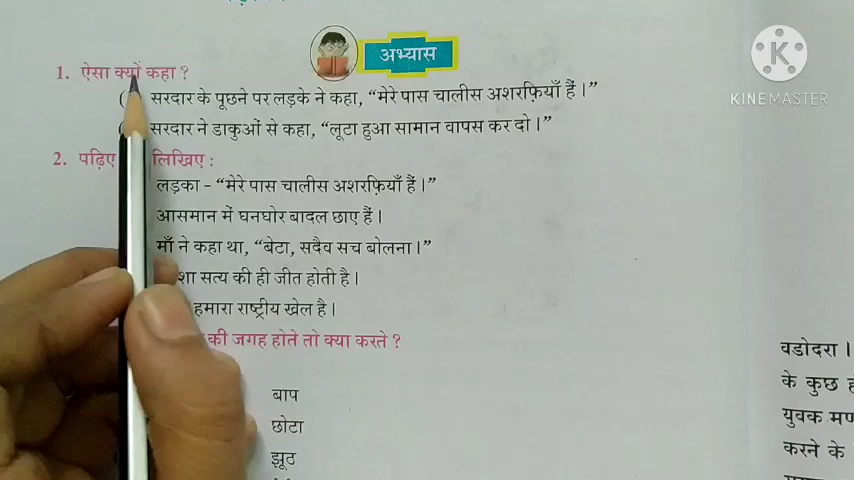 अभ्यास
1. ऐसा क्यों कहा ?
सरदार के पूछने पर लड़के ने कहा, “मेरे पास चालीस अशरफ़ियाँ हैं।”
सरदार ने डाकुओं से कहा, “लूटा हुआ सामान वापस कर दो।”
2. पढ़िए लिखिए :
लड़का - “मेरे पास चालीस अशरफ़ियाँ हैं।”
आसमान में घनघोर बादल छाए हैं।
माँ ने कहा था, “बेटा, सदैव सच बोलना।”
सत्य की ही जीत होती है।
हमारा राष्ट्रीय खेल है।
की जगह होते तो क्या करते ?
बाप
छोटा
झूठ
वडोदरा।
के कुछ
युवक
करने के
KINEMASTER